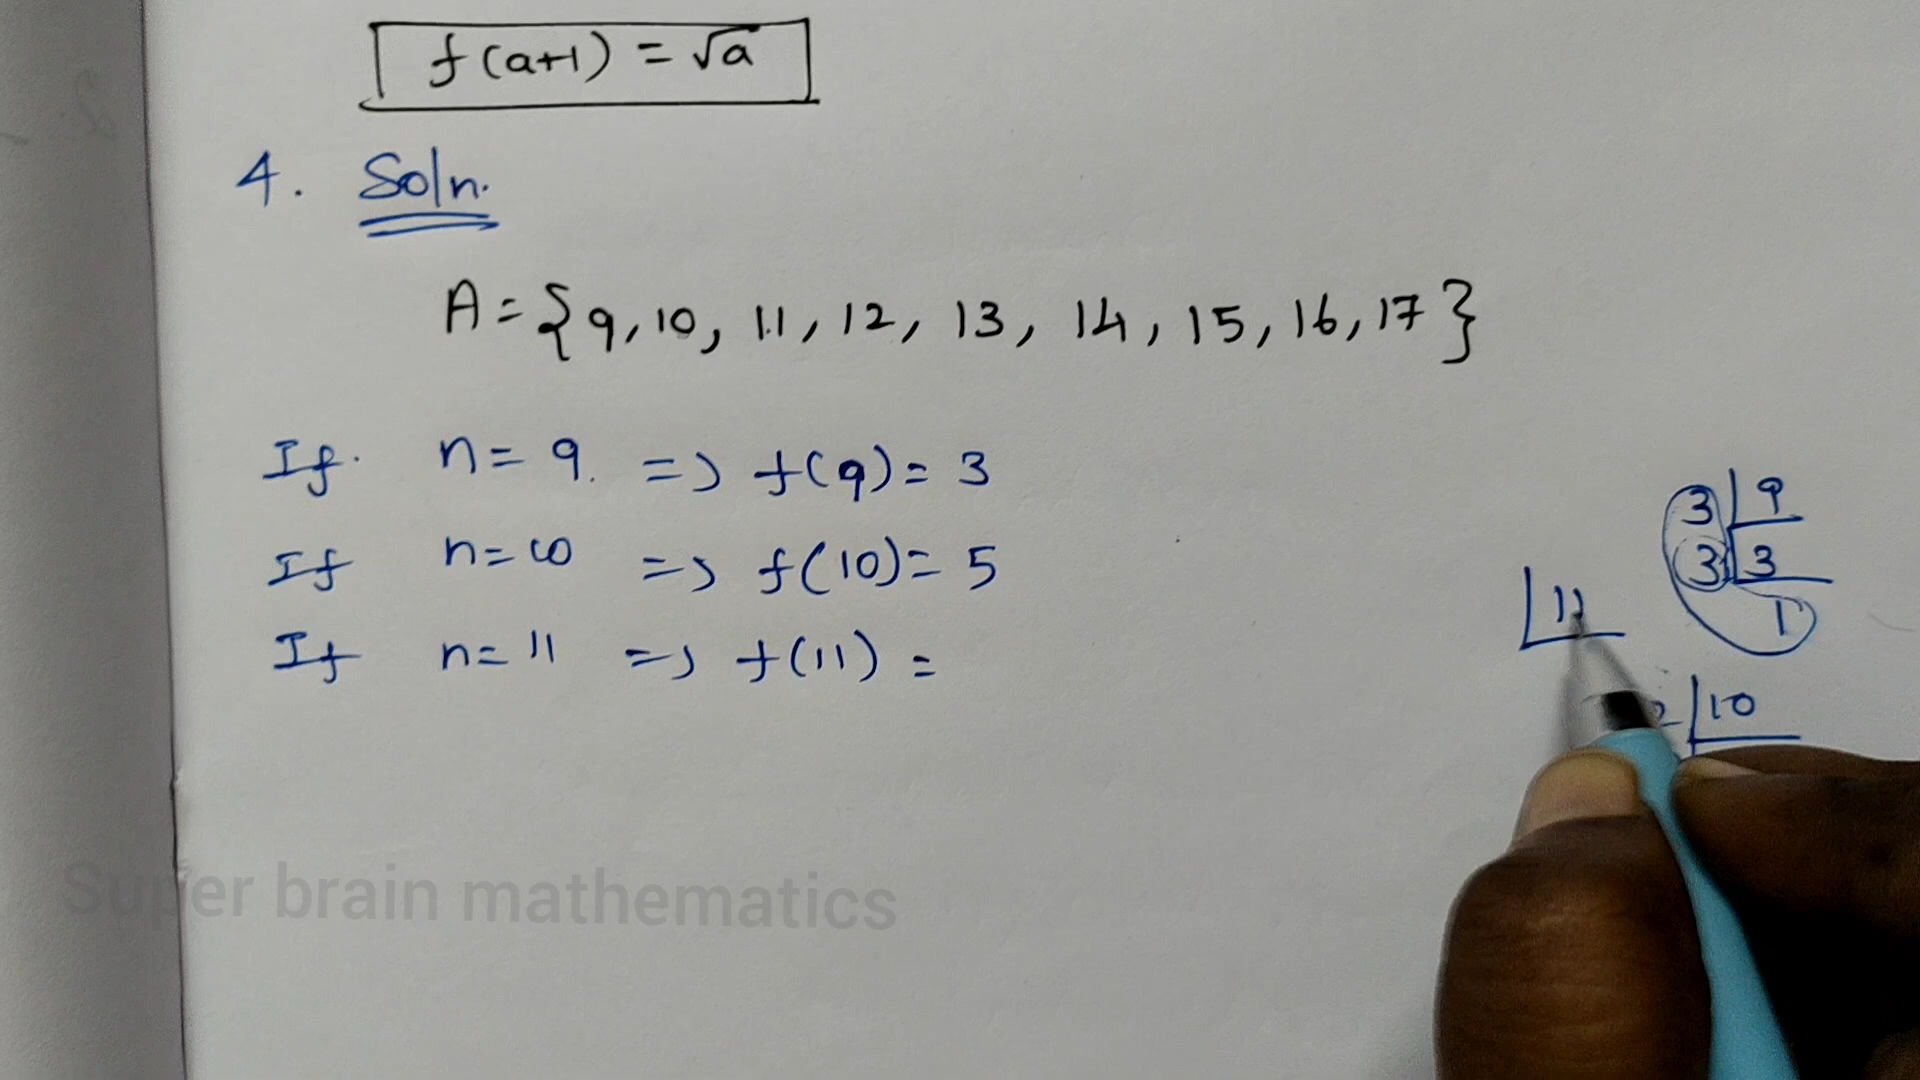 f(a+1) = √a
4. Soln.
A = {9, 10, 11, 12, 13, 14, 15, 16, 17}
If n = 9. => f(9) = 3
If n = 10 => f(10) = 5
If n = 11 => f(11) =
3 | 9
3 | 3
1
11
2 | 10
Super brain mathematics